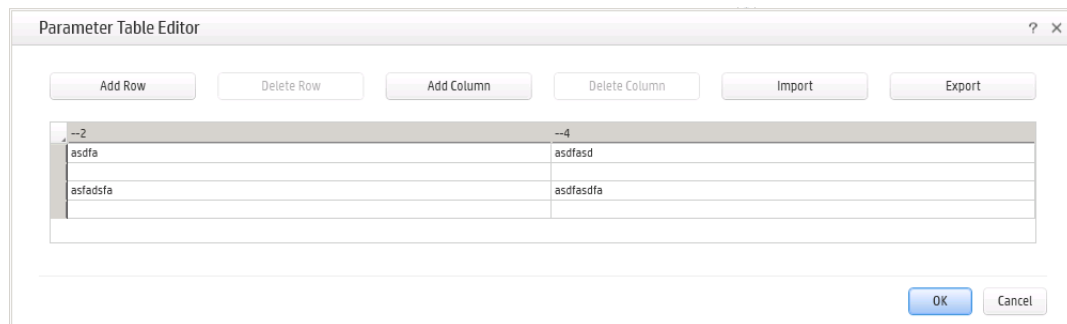 Parameter Table Editor ? ×
Add Row Delete Row Add Column Delete Column Import Export
--2 --4
asdfa asdfasd
asfadsfa asdfasdfa
OK Cancel